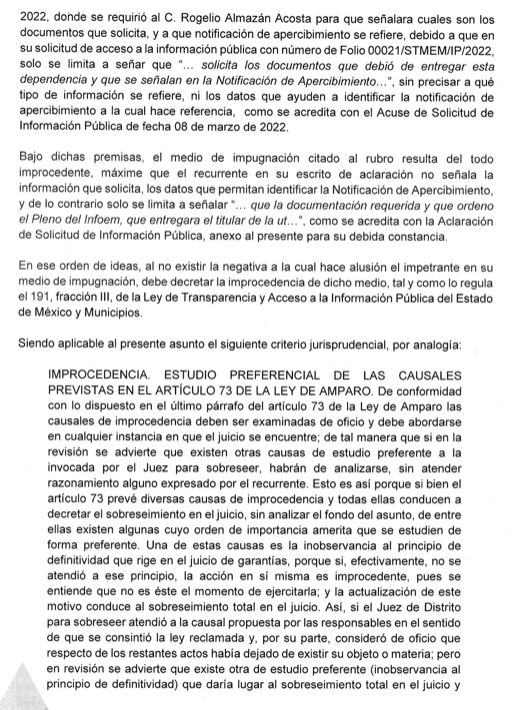 2022, donde se requirió al C. Rogelio Almazán Acosta para que señalara cuales son los
documentos que solicita, y a que notificación de apercibimiento se refiere, debido a que en
su solicitud de acceso a la información pública con número de Folio 00021/STMEM/IP/2022,
solo se limita a señar que "... solicita los documentos que debió de entregar esta
dependencia y que se señalan en la Notificación de Apercibimiento...", sin precisar a qué
tipo de información se refiere, ni los datos que ayuden a identificar la notificación de
apercibimiento a la cual hace referencia, como se acredita con el Acuse de Solicitud de
Información Pública de fecha 08 de marzo de 2022.
Bajo dichas premisas, el medio de impugnación citado al rubro resulta del todo
improcedente, máxime que el recurrente en su escrito de aclaración no señala la
información que solicita, los datos que permitan identificar la Notificación de Apercibimiento,
y de lo contrario solo se limita a señalar "... que la documentación requerida y que ordeno
el Pleno del Infoem, que entregara el titular de la ut...", como se acredita con la Aclaración
de Solicitud de Información Pública, anexo al presente para su debida constancia.
En ese orden de ideas, al no existir la negativa a la cual hace alusión el impetrante en su
medio de impugnación, debe decretar la improcedencia de dicho medio, tal y como lo regula
el 191, fracción III, de la Ley de Transparencia y Acceso a la Información Pública del Estado
de México y Municipios.
Siendo aplicable al presente asunto el siguiente criterio jurisprudencial, por analogía:
IMPROCEDENCIA. ESTUDIO PREFERENCIAL DE LAS CAUSALES
PREVISTAS EN EL ARTÍCULO 73 DE LA LEY DE AMPARO. De conformidad
con lo dispuesto en el último párrafo del artículo 73 de la Ley de Amparo las
causales de improcedencia deben ser examinadas de oficio y debe abordarse
en cualquier instancia en que el juicio se encuentre; de tal manera que si en la
revisión se advierte que existen otras causas de estudio preferente a la
invocada por el Juez para sobreseer, habrán de analizarse, sin atender
razonamiento alguno expresado por el recurrente. Esto es así porque si bien el
artículo 73 prevé diversas causas de improcedencia y todas ellas conducen a
decretar el sobreseimiento en el juicio, sin analizar el fondo del asunto, de entre
ellas existen algunas cuyo orden de importancia amerita que se estudien de
forma preferente. Una de estas causas es la inobservancia al principio de
definitividad que rige en el juicio de garantías, porque si, efectivamente, no se
atendió a ese principio, la acción en sí misma es improcedente, pues se
entiende que no es éste el momento de ejercitarla; y la actualización de este
motivo conduce al sobreseimiento total en el juicio. Así, si el Juez de Distrito
para sobreseer atendió a la causal propuesta por las responsables en el sentido
de que se consintió la ley reclamada y, por su parte, consideró de oficio que
respecto de los restantes actos había dejado de existir su objeto o materia; pero
en revisión se advierte que existe otra de estudio preferente (inobservancia al
principio de definitividad) que daría lugar al sobreseimiento total en el juicio y